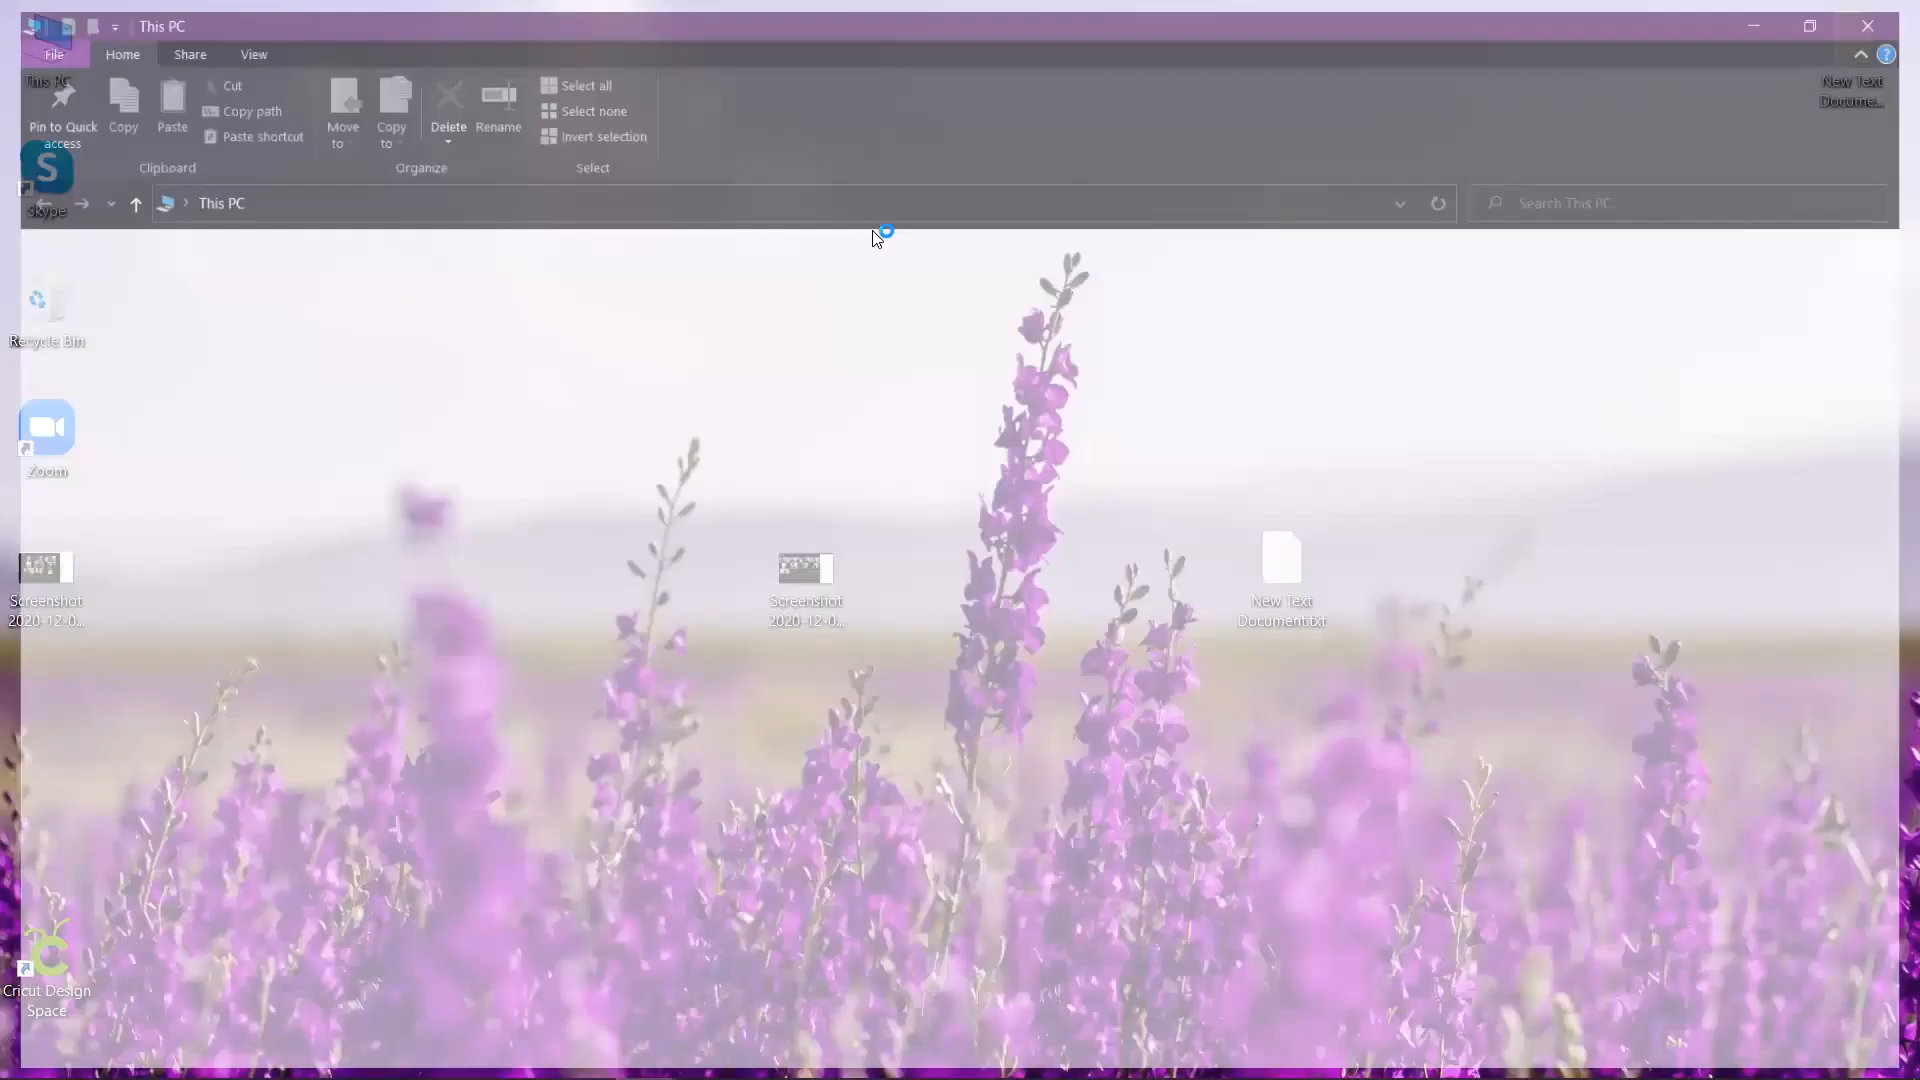 This PC
File
Home
Share
View
This PC
Pin to Quick
access
Copy
Paste
Cut
Copy path
Paste shortcut
Clipboard
Move
to
Copy
to
Delete
Rename
Organize
Select all
Select none
Invert selection
Select
New Text
Docume...
S
Skype
This PC
Search This PC
Recycle Bin
Zoom
Screenshot
2020-12-0...
Screenshot
2020-12-0...
New Text
Document.txt
Cricut Design
Space